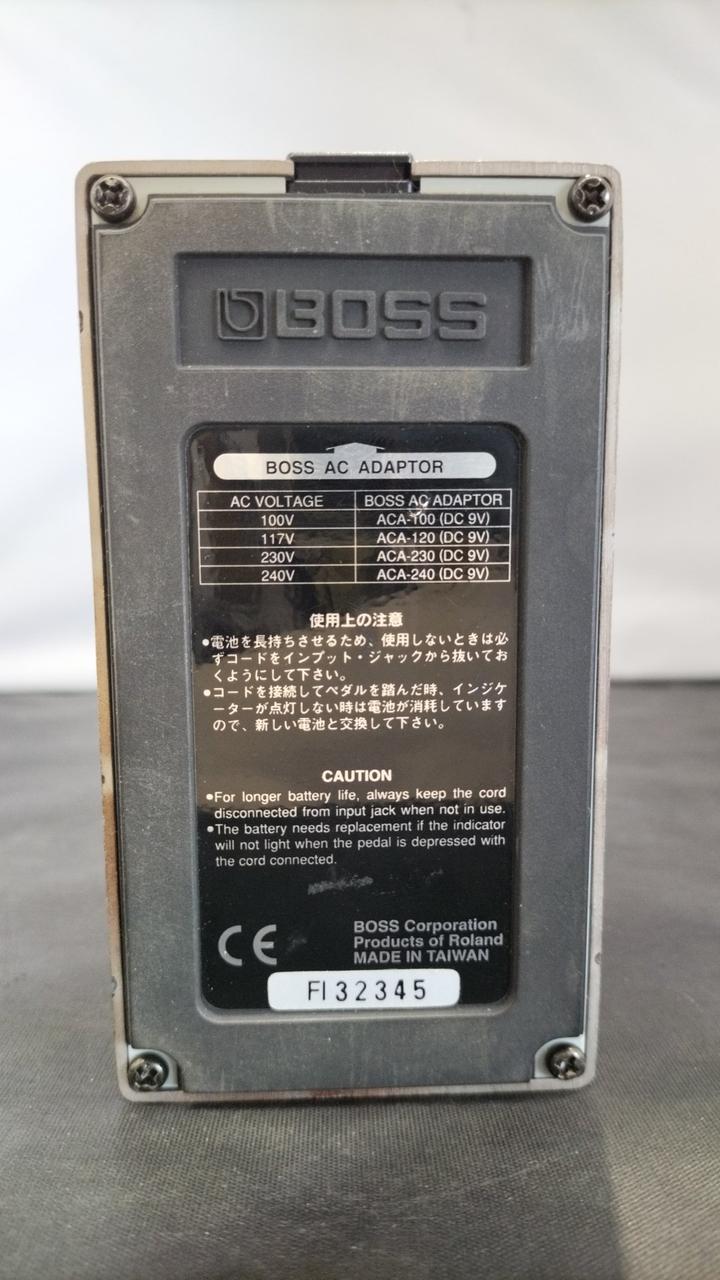 BOSS
BOSS AC ADAPTOR
AC VOLTAGE BOSS AC ADAPTOR
100V ACA-100 (DC 9V)
117V ACA-120 (DC 9V)
230V ACA-230 (DC 9V)
240V ACA-240 (DC 9V)
使用上の注意
●電池を長持ちさせるため、使用しないときは必
ずコードをインプット・ジャックから抜いてお
くようにして下さい。
●コードを接続してペダルを踏んだ時、インジケ
ーターが点灯しない時は電池が消耗しています
ので、新しい電池と交換して下さい。
CAUTION
●For longer battery life, always keep the cord
disconnected from input jack when not in use.
●The battery needs replacement if the indicator
will not light when the pedal is depressed with
the cord connected.
CE
BOSS Corporation
Products of Roland
MADE IN TAIWAN
FI32345